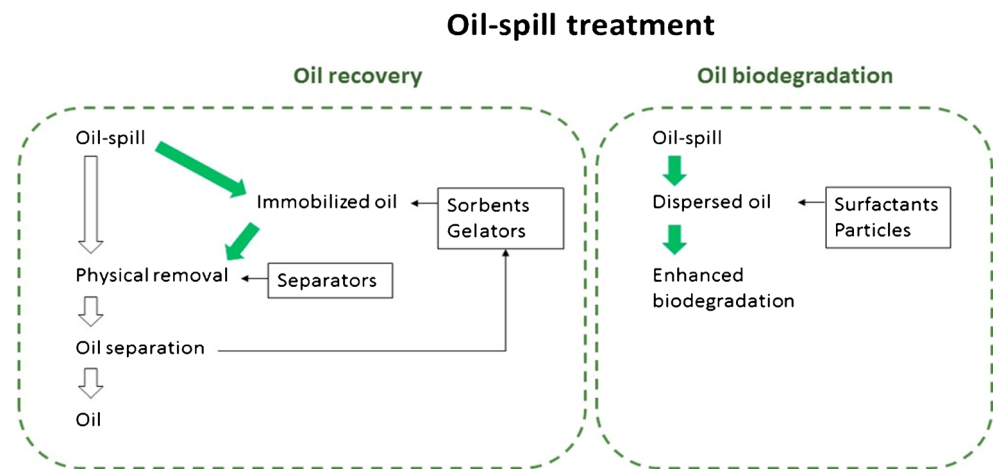 Oil-spill treatment
Oil recovery
Oil-spill
Immobilized oil
Sorbents
Gelators
Physical removal
Separators
Oil separation
Oil
Oil biodegradation
Oil-spill
Dispersed oil
Surfactants
Particles
Enhanced
biodegradation